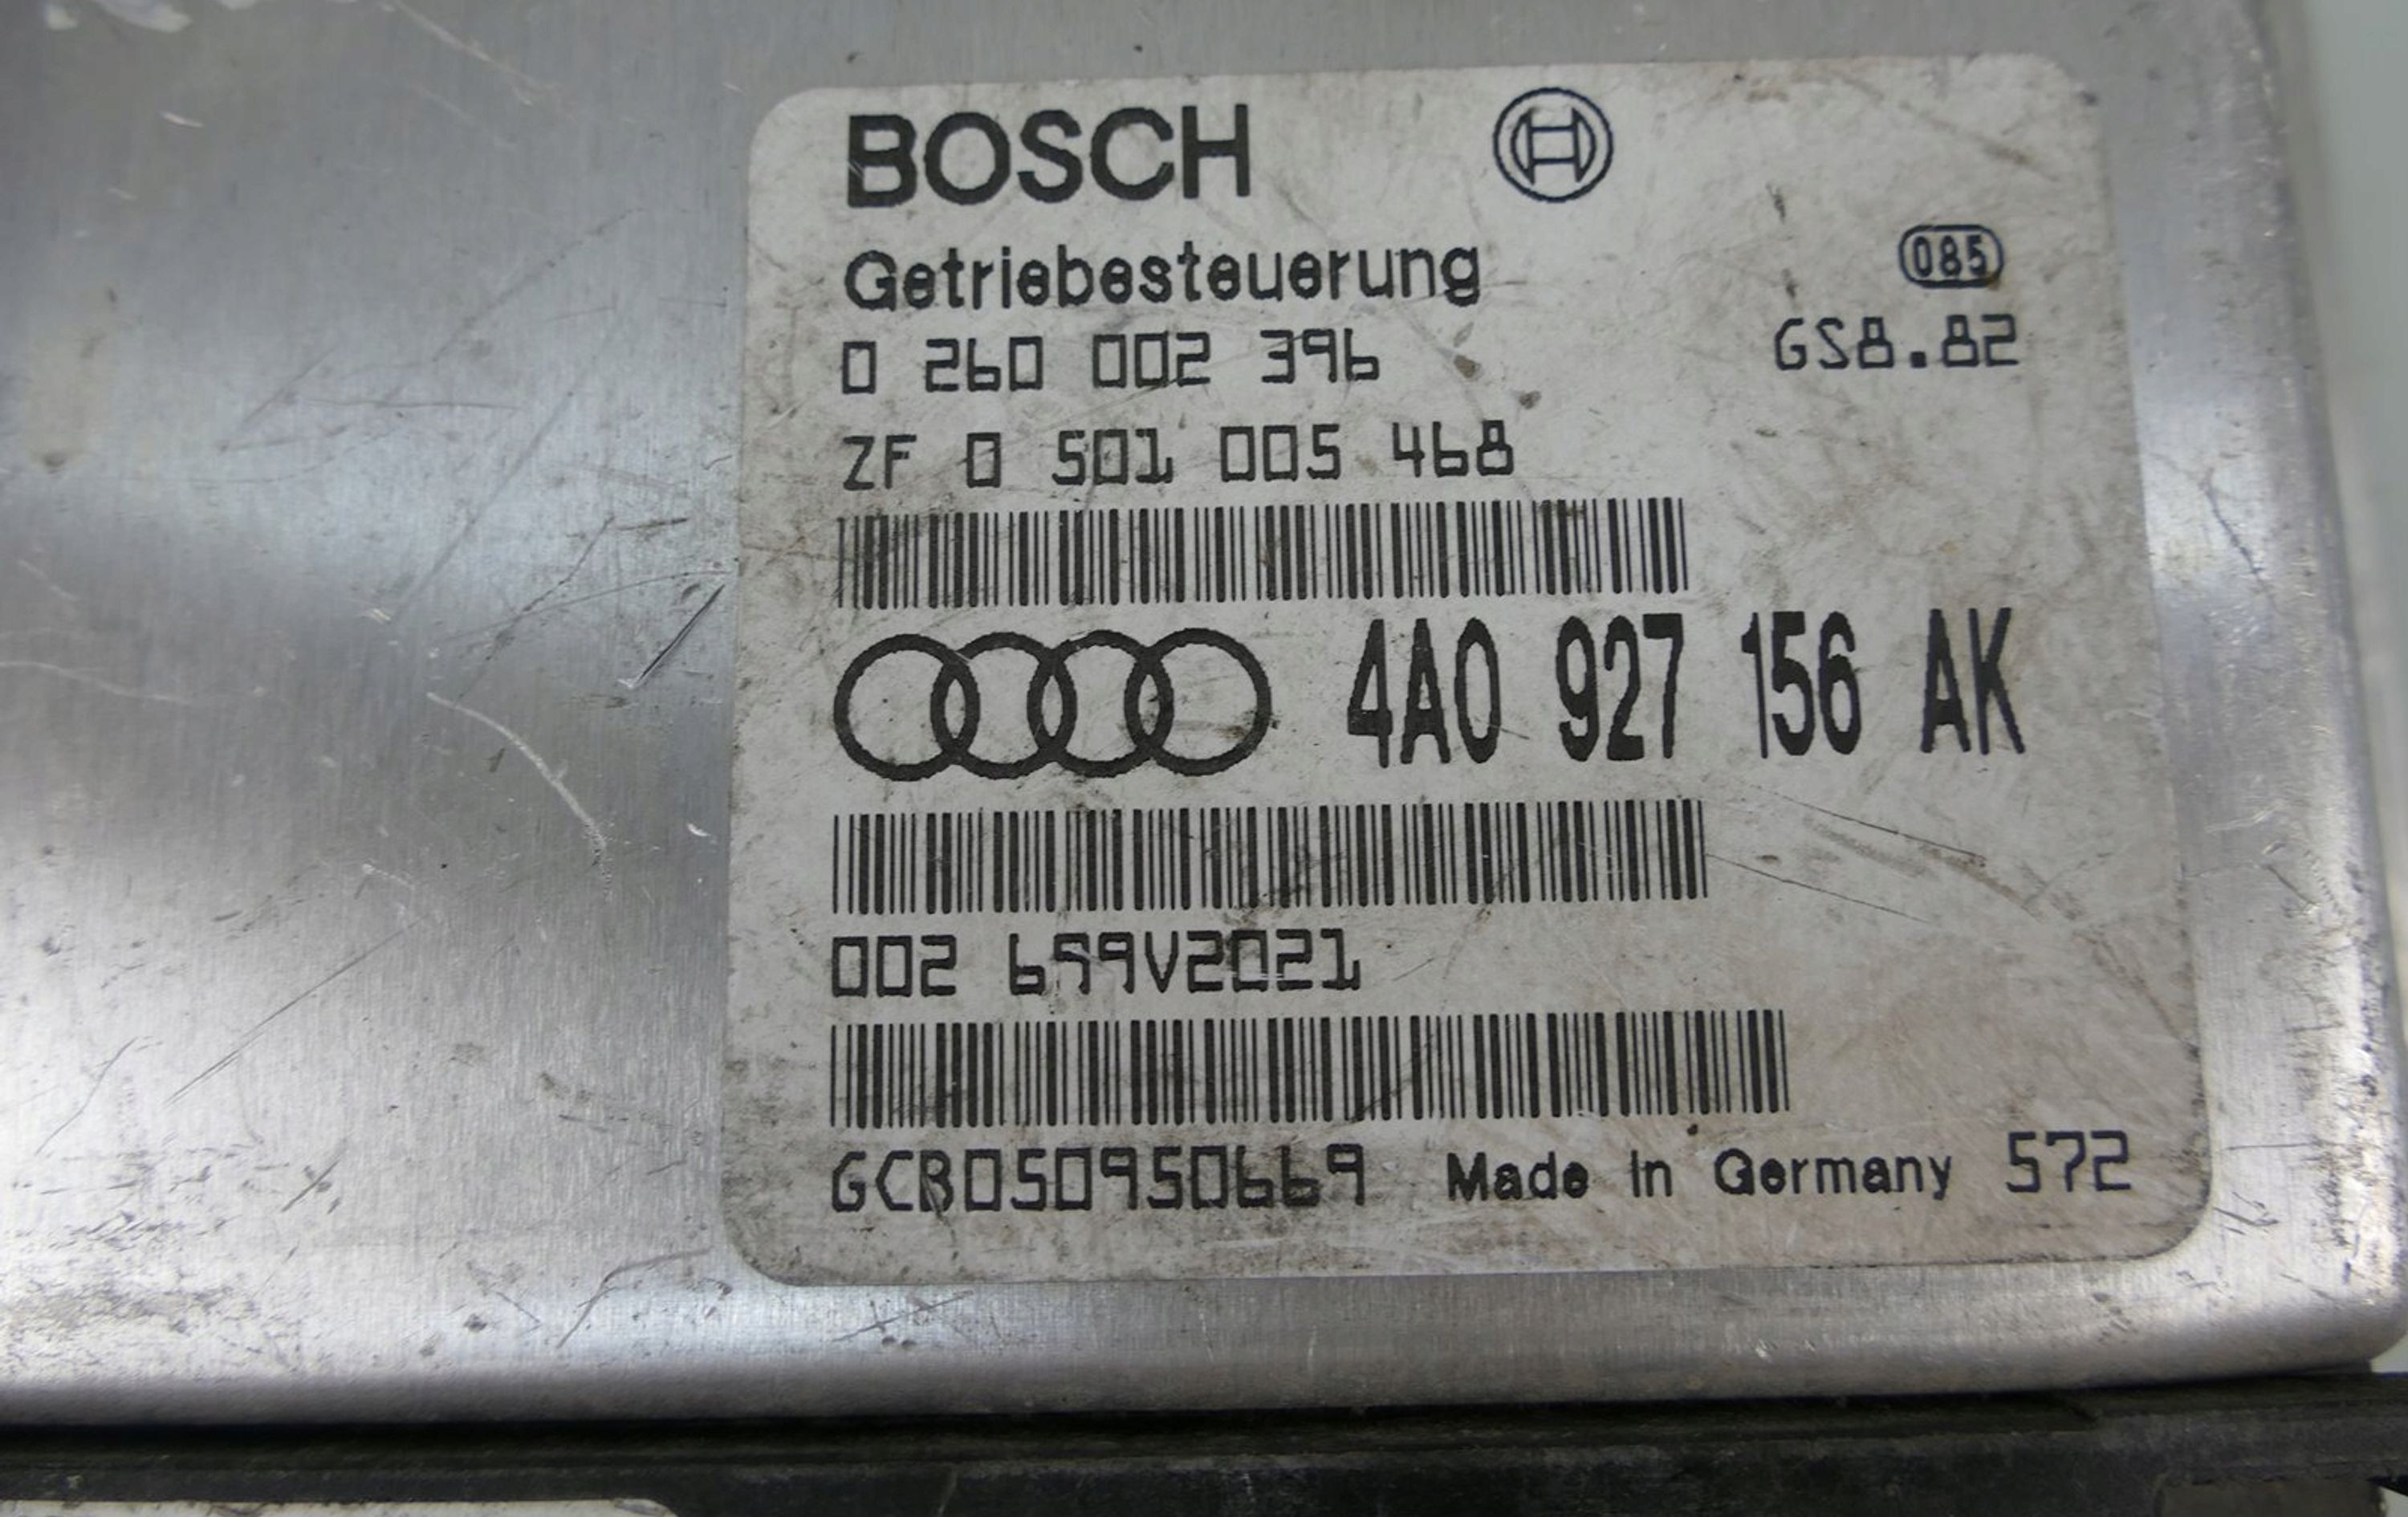 BOSCH
Getriebesteuerung
085
0 260 002 396
GS8.82
ZF 0 501 005 468
4A0 927 156 AK
002 659V2021
GCB050950669 Made in Germany 572